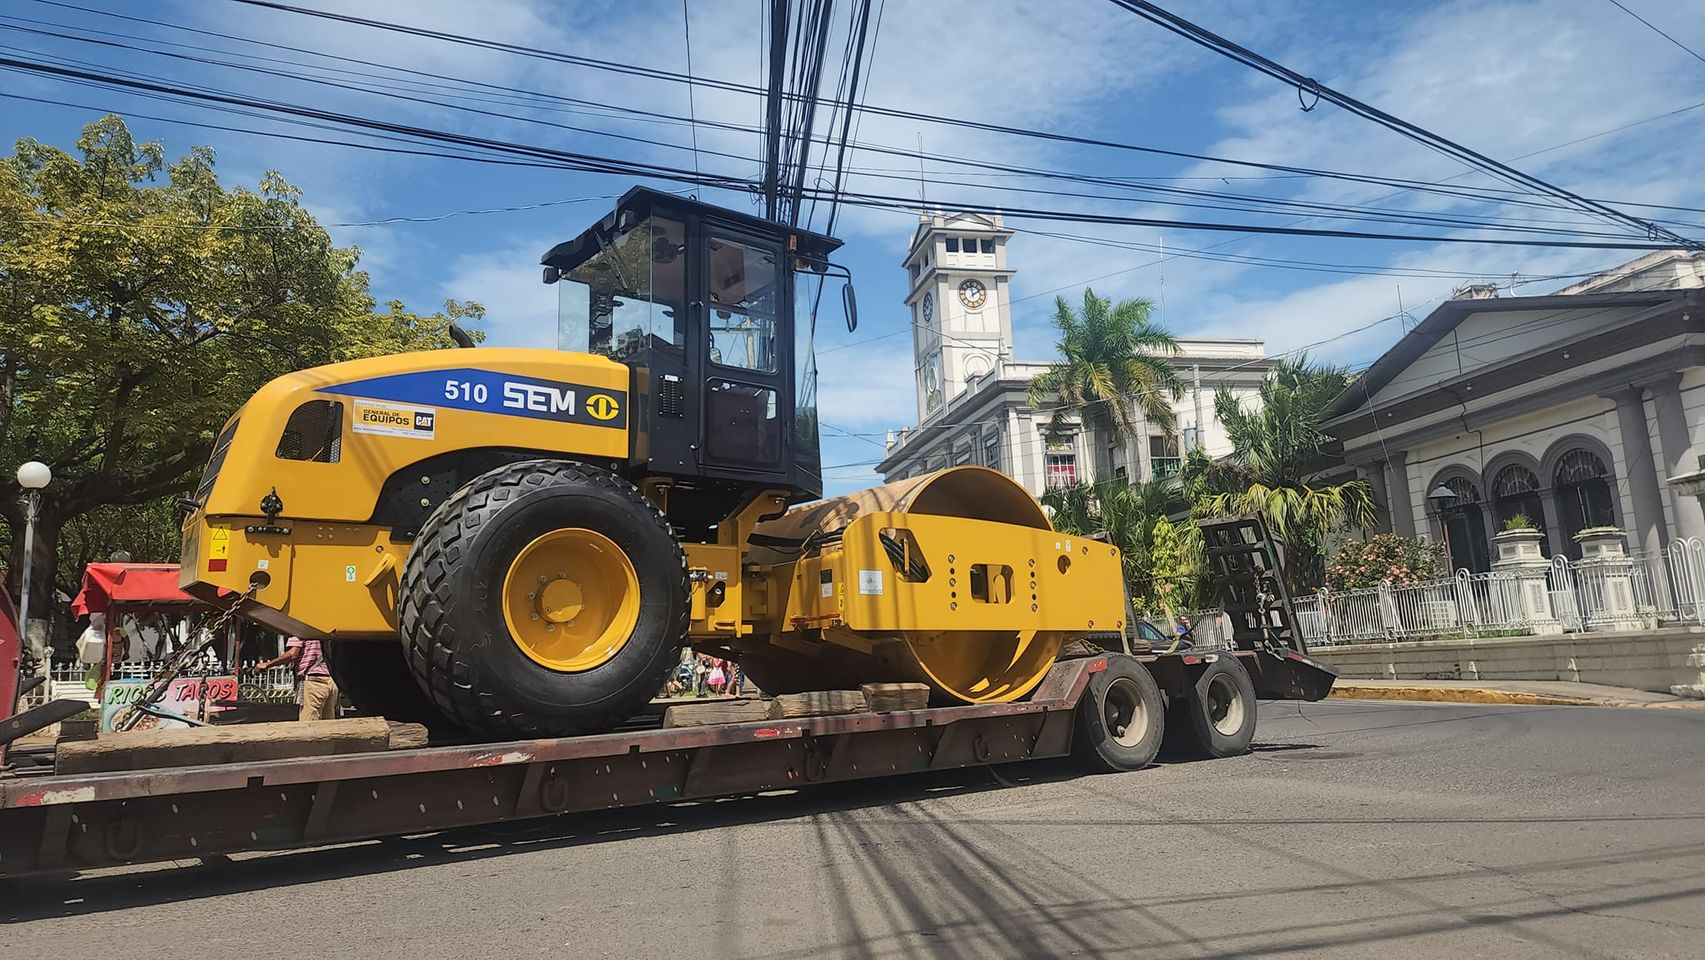 510 SEM
GENERAL DE
EQUIPOS CAT
RICOS TACOS